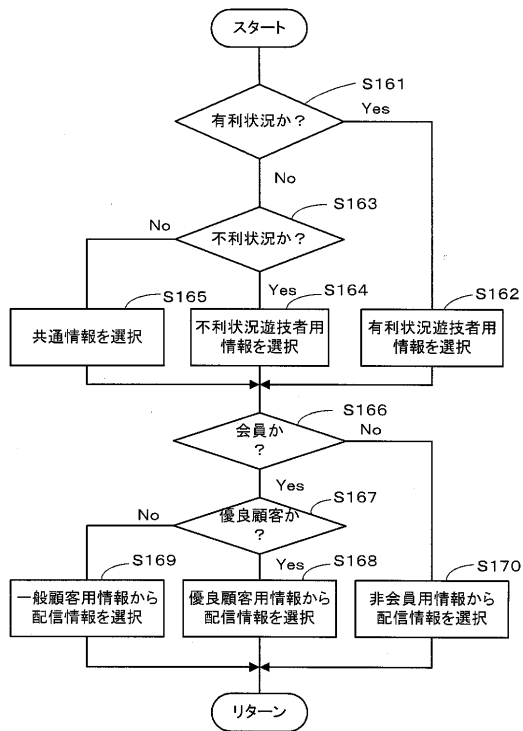 スタート
S161
有利状況か？
Yes
No
S163
No
不利状況か？
S165
Yes
S164
S162
共通情報を選択
不利状況遊技者用
情報を選択
有利状況遊技者用
情報を選択
S166
会員か
？
No
Yes
S167
No
優良顧客か
？
S169
Yes
S168
S170
一般顧客用情報から
配信情報を選択
優良顧客用情報から
配信情報を選択
非会員用情報から
配信情報を選択
リターン